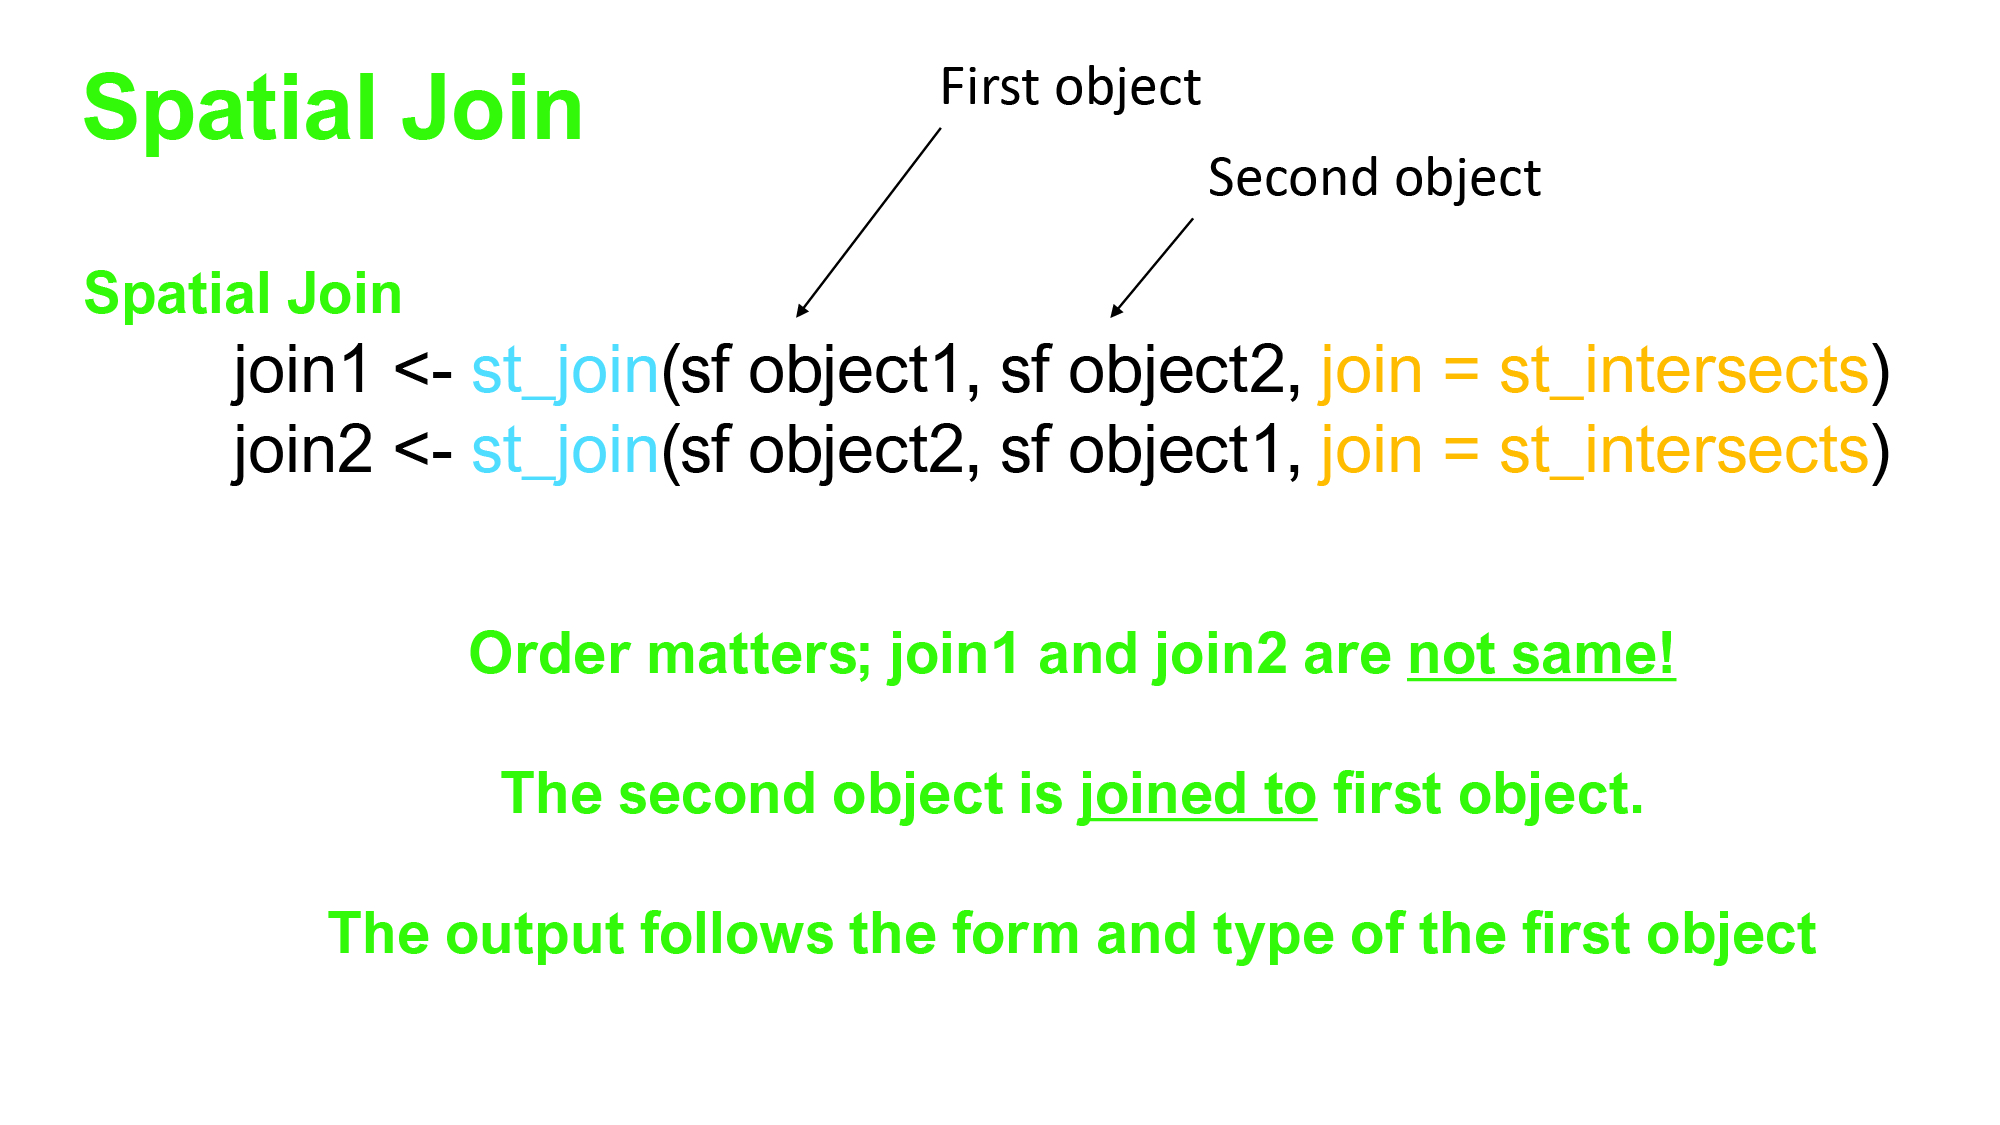 Spatial Join
First object
Second object
Spatial Join
join1 <- st_join(sf object1, sf object2, join = st_intersects)
join2 <- st_join(sf object2, sf object1, join = st_intersects)
Order matters; join1 and join2 are not same!
The second object is joined to first object.
The output follows the form and type of the first object